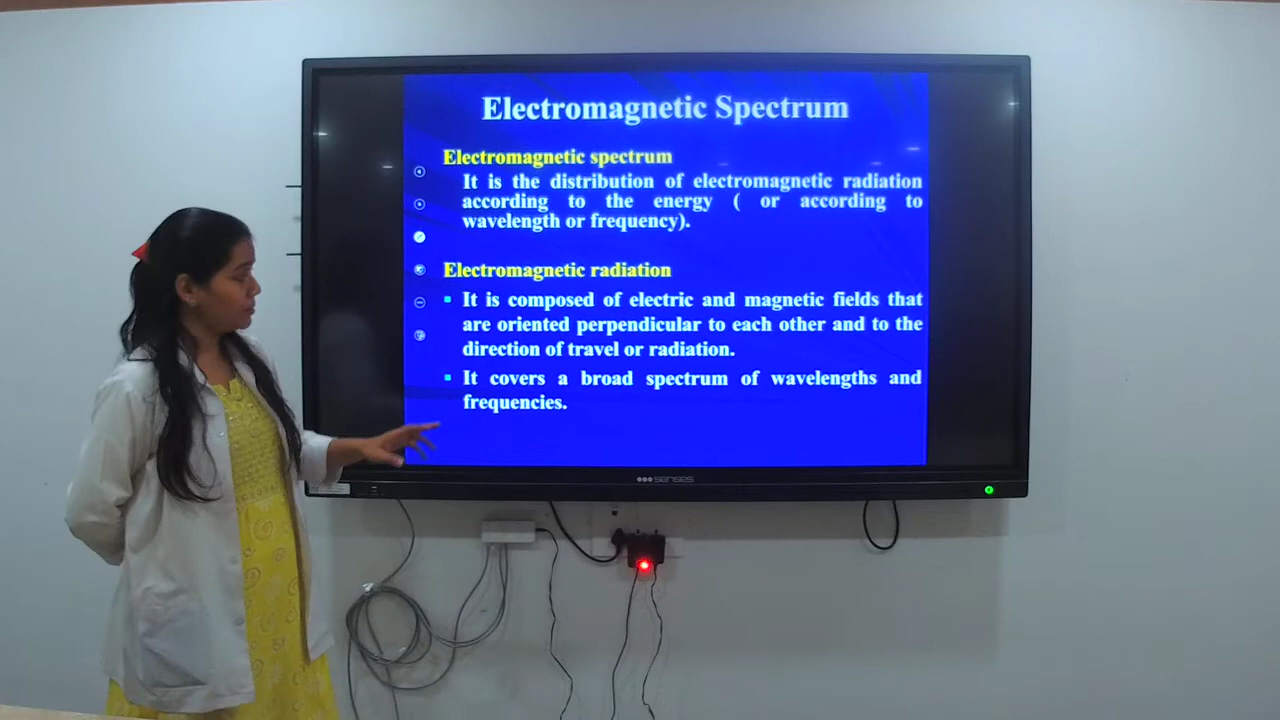 Electromagnetic Spectrum
Electromagnetic spectrum
It is the distribution of electromagnetic radiation
according to the energy ( or according to
wavelength or frequency).
Electromagnetic radiation
It is composed of electric and magnetic fields that
are oriented perpendicular to each other and to the
direction of travel or radiation.
It covers a broad spectrum of wavelengths and
frequencies.
senses